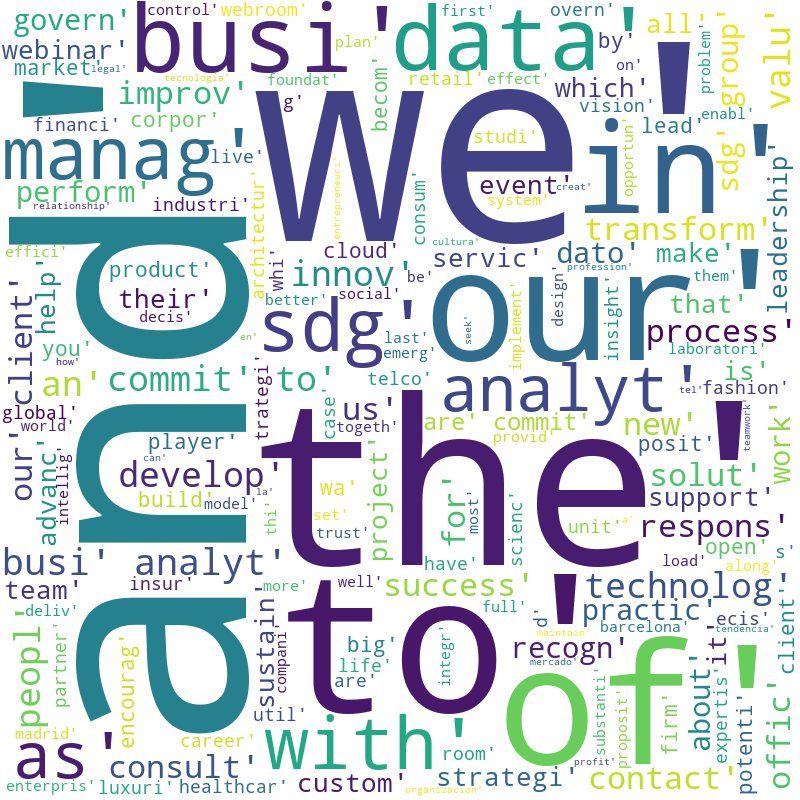 control'
webroom'
first'
overn'
govern'
busi'
data'
all'
group'
valu'
webinar'
plan'
by'
problem'
market'
legal'
tecnologia'
foundat'
becom'
retail'
effect'
on'
which'
improv'
g'
vision'
enabl'
financi'
corpor'
We
in'
lead'
sdg'
leadership'
manag'
live'
studi'
opportun'
event'
creat'
system'
perform'
architectur'
entrepreneuri'
consum'
relationship'
industri'
transform'
and
effici'
cloud'
cultura'
servic'
dato'
make'
whi'
product'
innov'
be'
our'
profession'
them'
help'
their'
better'
social'
design'
that'
client'
decis'
sdg'
last'
seek'
implement'
insight'
process'
you'
en'
emerg'
laboratori'
how'
an'
commit'
to'
telco'
analyt'
is'
tel'
fashion'
global'
trategi'
case'
us'
are'
commit'
new'
world'
togeth'
provid'
teamwork'
work'
our'
player'
the'
posit'
advanc'
intellig'
can'
develop'
project'
for'
most'
scienc'
solut'
build'
model'
la'
thi'
wa'
set'
support'
trust'
unit'
a'
respons'
busi'
analyt'
have'
open'
s'
load'
along'
team'
insur'
more'
well'
success'
technolog'
deliv'
to'
full'
d'
practic'
ecis'
peopl'
partner'
encourag'
sustain'
compani'
big'
integr'
maintain'
barcelona'
tendencia'
recogn'
it'
client'
life'
are'
mercado'
about'
util'
of'
substanti'
proposit'
firm'
expertis'
potenti'
offic'
madrid'
career'
with'
room'
as'
consult'
profit'
strategi'
contact'
enterpris'
luxuri'
healthcar'
custom'
organizacion'